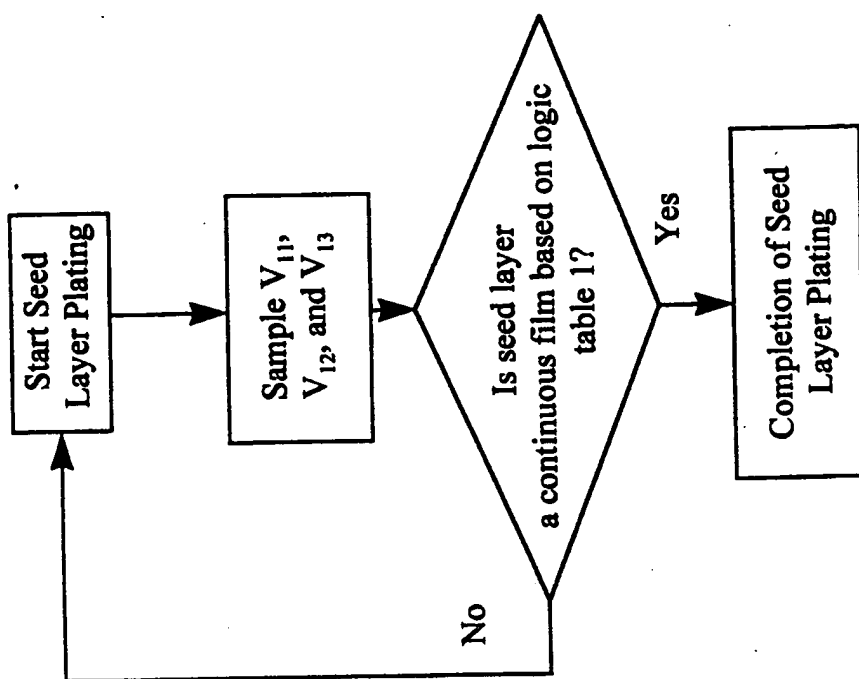 Start Seed
Layer Plating
Sample V₁₁,
V₁₂, and V₁₃
Is seed layer
a continuous film based on logic
table 1?
No
Yes
Completion of Seed
Layer Plating